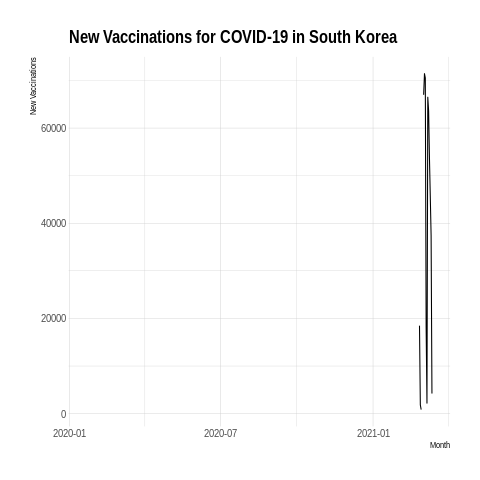 New Vaccinations for COVID-19 in South Korea
New Vaccinations
60000
40000
20000
0
2020-01 2020-07 2021-01
Month